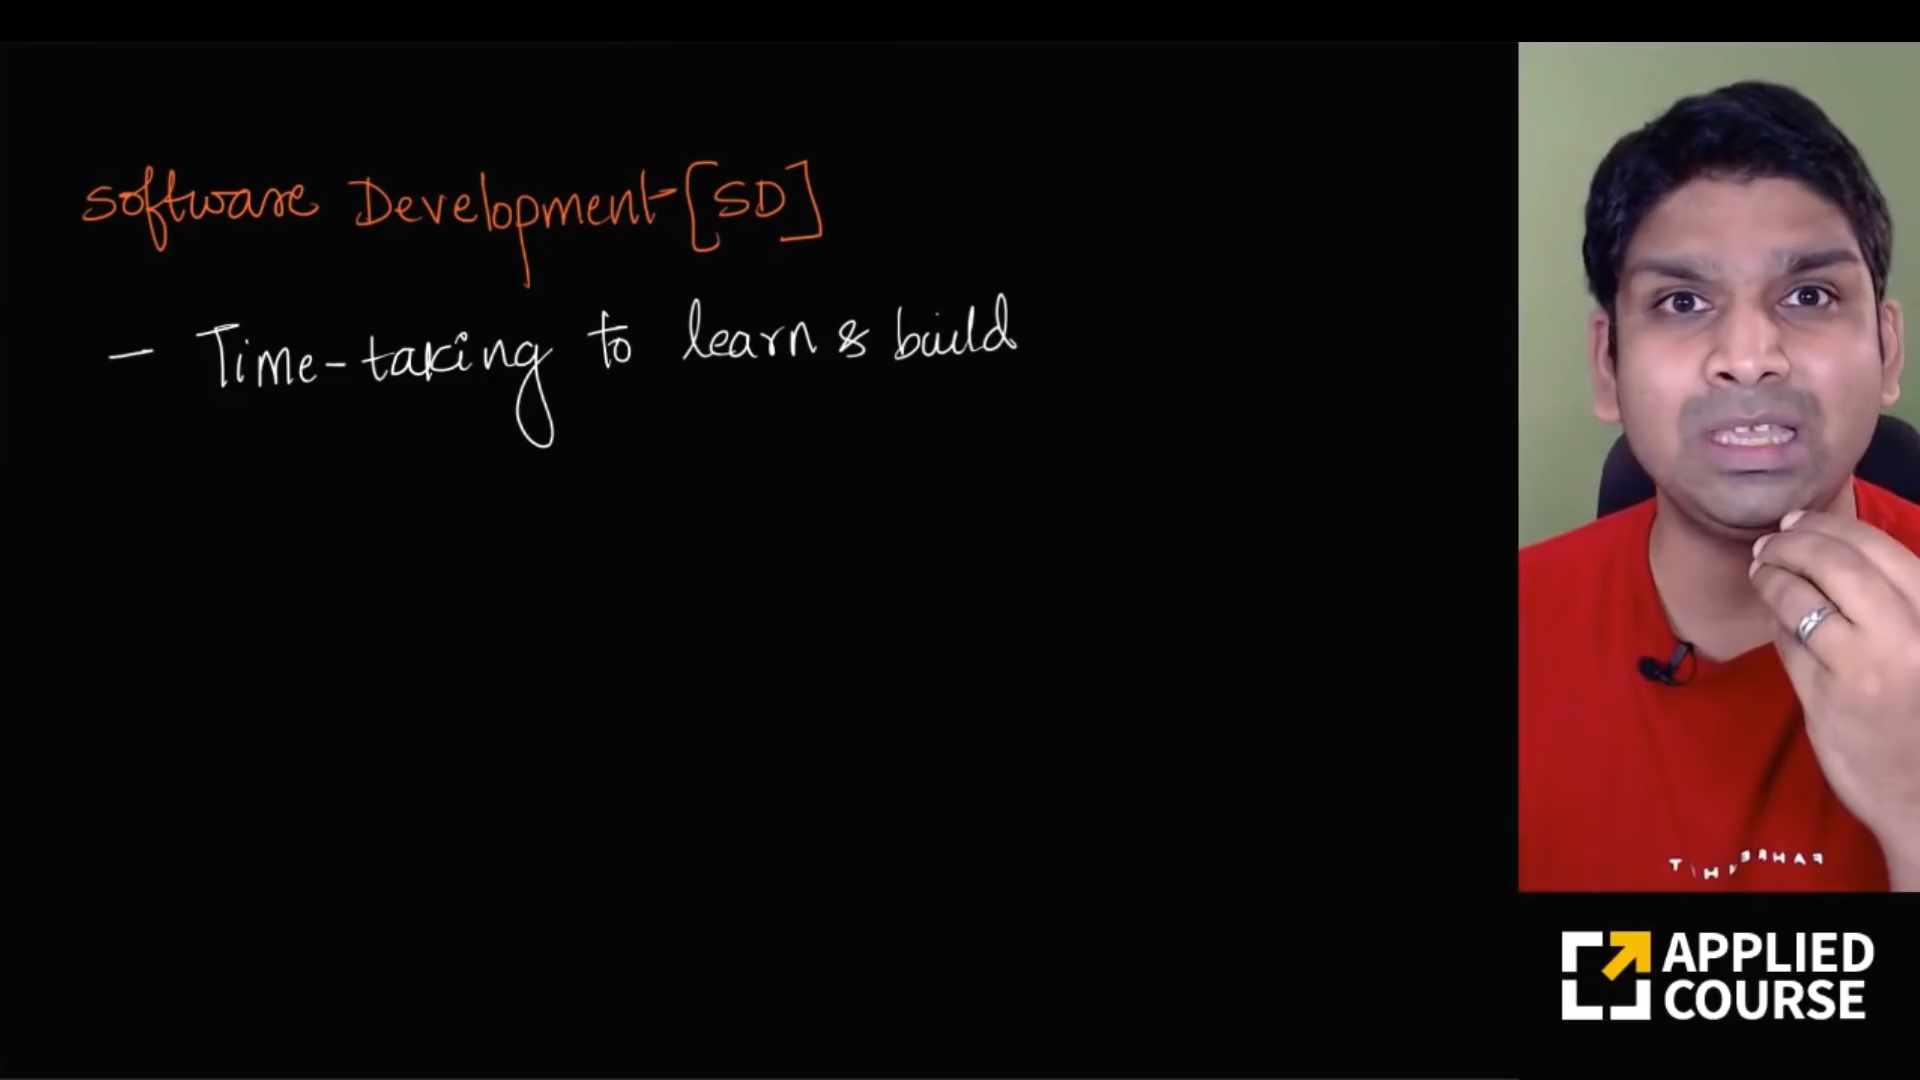 Software Development [SD]
- Time-taking to learn & build
APPLIED
COURSE